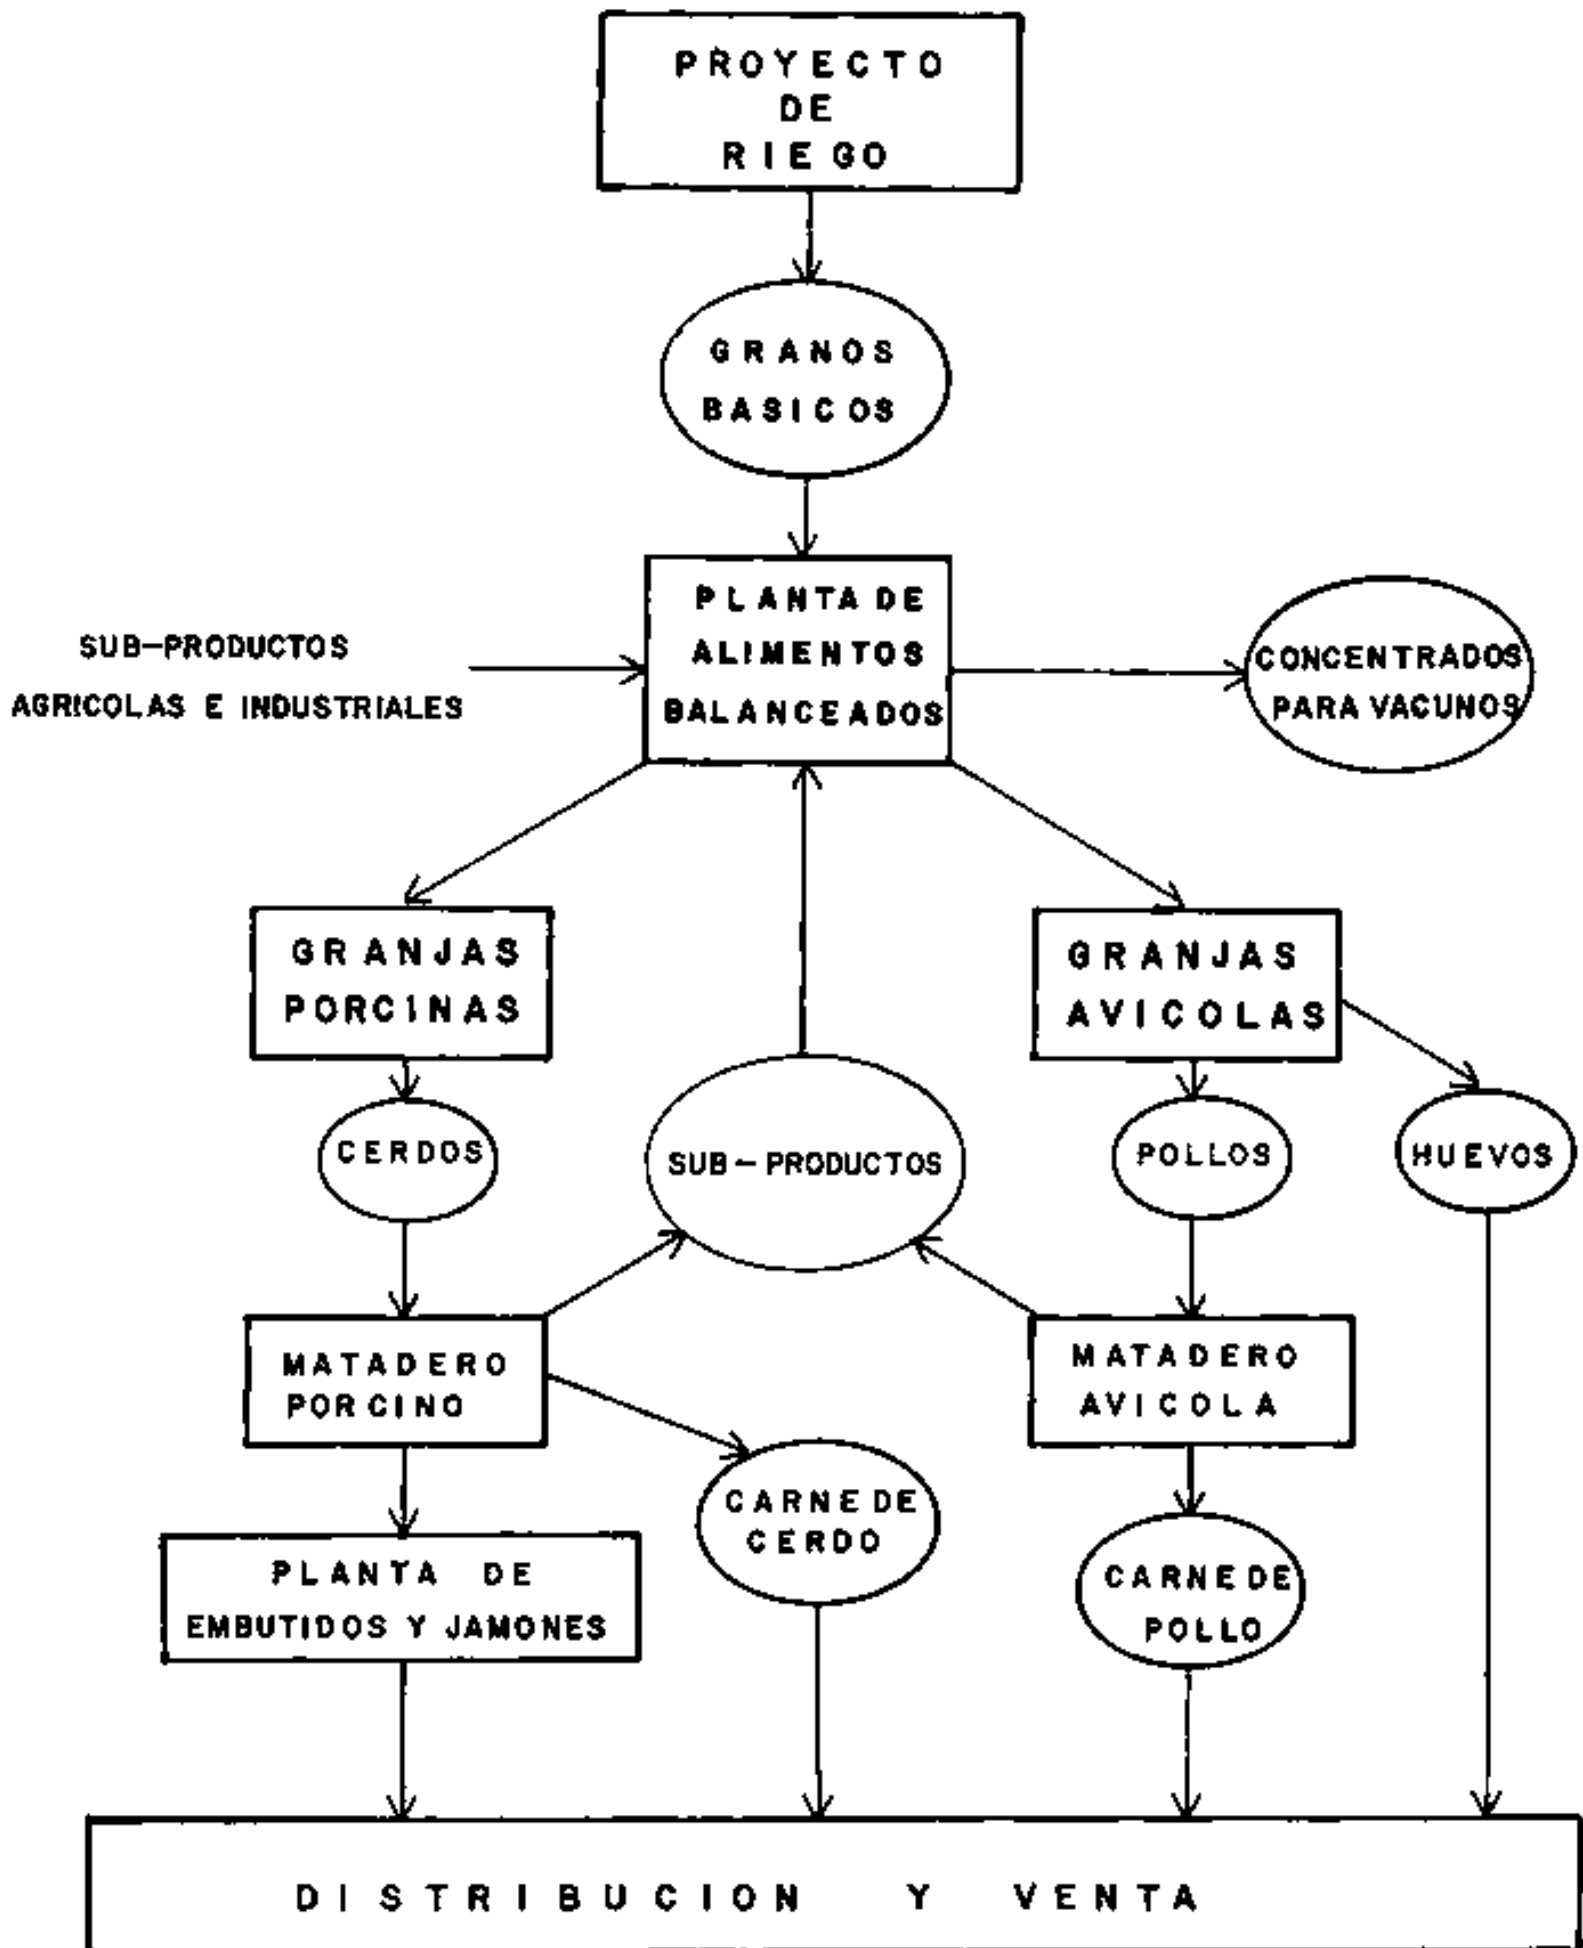 PROYECTO
DE
RIEGO
GRANOS
BASICOS
SUB-PRODUCTOS
AGRICOLAS E INDUSTRIALES
PLANTA DE
ALIMENTOS
BALANCEADOS
CONCENTRADOS
PARA VACUNOS
GRANJAS
PORCINAS
GRANJAS
AVICOLAS
CERDOS
SUB-PRODUCTOS
POLLOS
HUEVOS
MATADERO
PORCINO
MATADERO
AVICOLA
CARNE DE
CERDO
PLANTA DE
EMBUTIDOS Y JAMONES
CARNE DE
POLLO
DISTRIBUCION Y VENTA